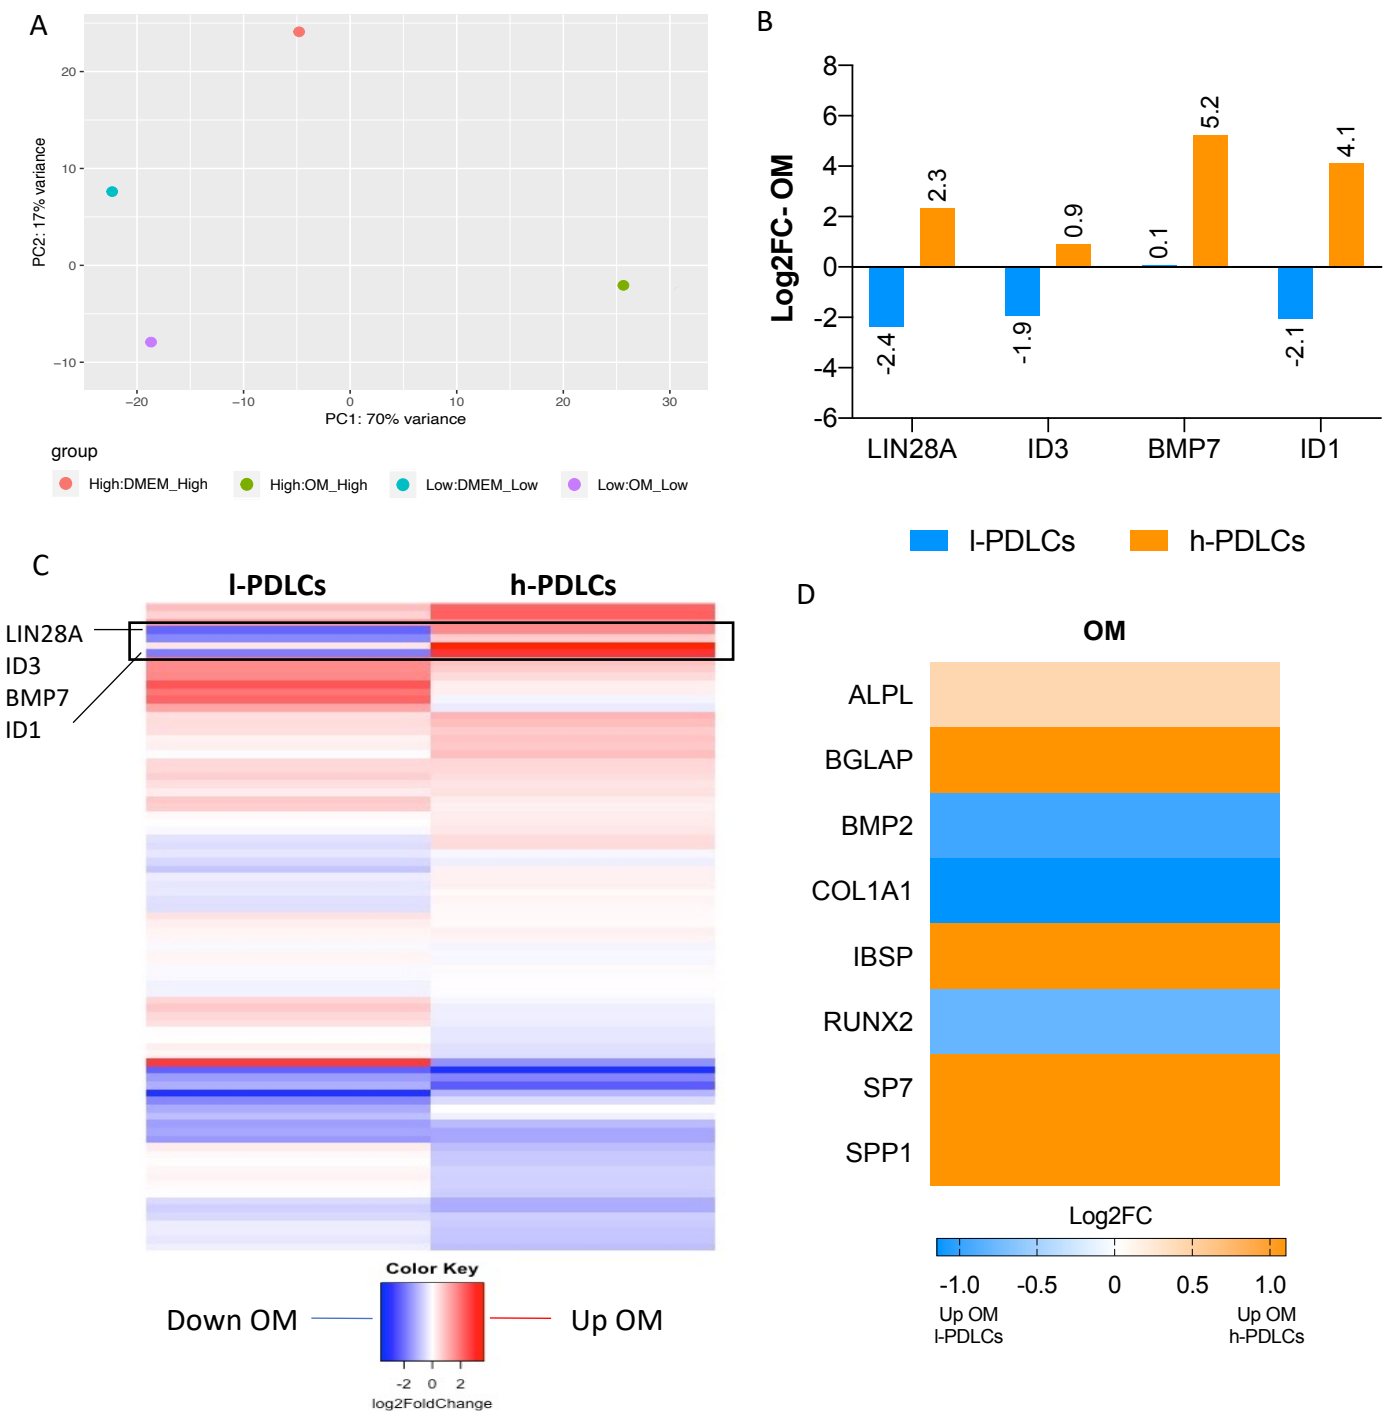 A
20
10
0
−10
PC2: 17% variance
−20
−10
0
10
20
30
PC1: 70% variance
group
High:DMEM_High
High:OM_High
Low:DMEM_Low
Low:OM_Low
B
Log2FC- OM
8
6
4
2
0
-2
-4
-6
-2.4
2.3
-1.9
0.9
0.1
5.2
-2.1
4.1
LIN28A
ID3
BMP7
ID1
l-PDLCs
h-PDLCs
C
l-PDLCs
h-PDLCs
LIN28A
ID3
BMP7
ID1
Color Key
Down OM
Up OM
-2 0 2
log2FoldChange
D
OM
ALPL
BGLAP
BMP2
COL1A1
IBSP
RUNX2
SP7
SPP1
Log2FC
-1.0 -0.5 0 0.5 1.0
Up OM
l-PDLCs
Up OM
h-PDLCs